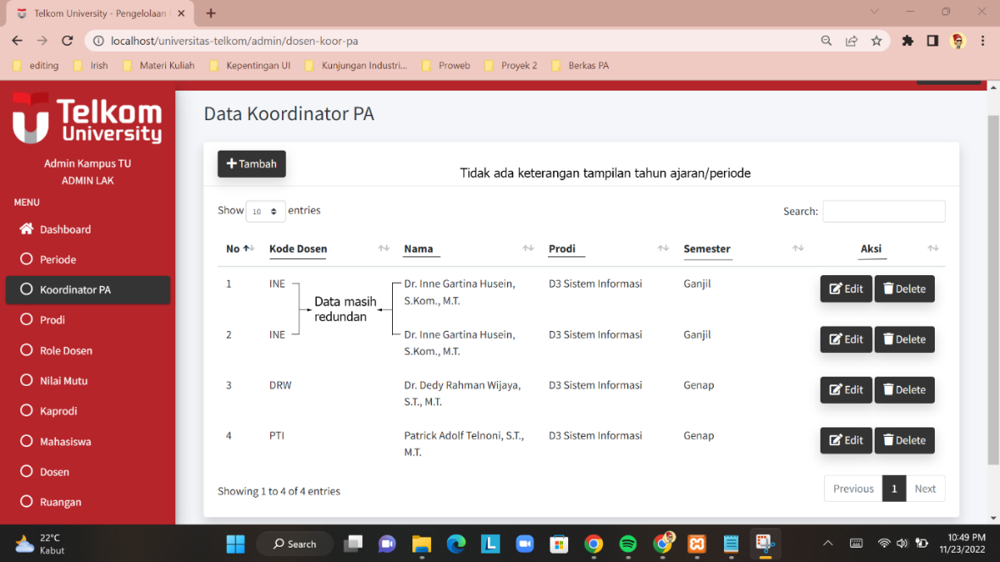 Telkom University - Pengelolaan
localhost/universitas-telkom/admin/dosen-koor-pa
editing Irish Materi Kuliah Kepentingan UI Kunjungan Industri... Proweb Proyek 2 Berkas PA
Telkom
University
Admin Kampus TU
ADMIN LAK
MENU
Dashboard
Periode
Koordinator PA
Prodi
Role Dosen
Nilai Mutu
Kaprodi
Mahasiswa
Dosen
Ruangan
Data Koordinator PA
Tambah
Tidak ada keterangan tampilan tahun ajaran/periode
Show 10 entries
Search:
No Kode Dosen Nama Prodi Semester Aksi
1 INE Dr. Inne Gartina Husein, D3 Sistem Informasi Ganjil Edit Delete
S.Kom., M.T.
Data masih
redundan
2 INE Dr. Inne Gartina Husein, D3 Sistem Informasi Ganjil Edit Delete
S.Kom., M.T.
3 DRW Dr. Dedy Rahman Wijaya, D3 Sistem Informasi Genap Edit Delete
S.T., M.T.
4 PTI Patrick Adolf Telnoni, S.T., D3 Sistem Informasi Genap Edit Delete
M.T.
Showing 1 to 4 of 4 entries
Previous 1 Next
22°C
Kabut
Search
10:49 PM
11/23/2022